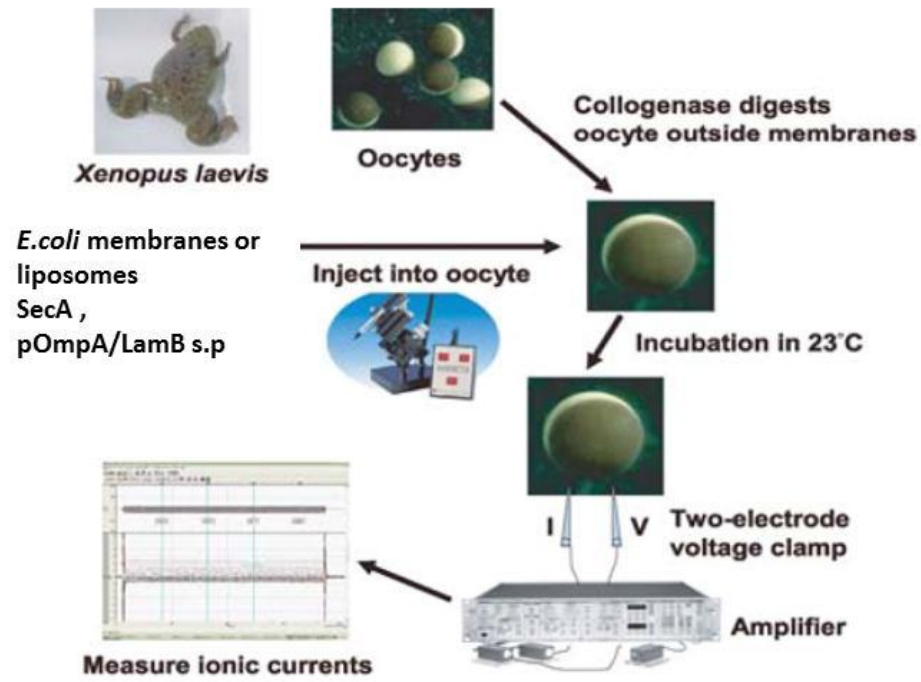 Xenopus laevis
Oocytes
Collogenase digests
oocyte outside membranes
E.coli membranes or
liposomes
SecA ,
pOmpA/LamB s.p
Inject into oocyte
Incubation in 23°C
I V
Two-electrode
voltage clamp
Amplifier
Measure ionic currents